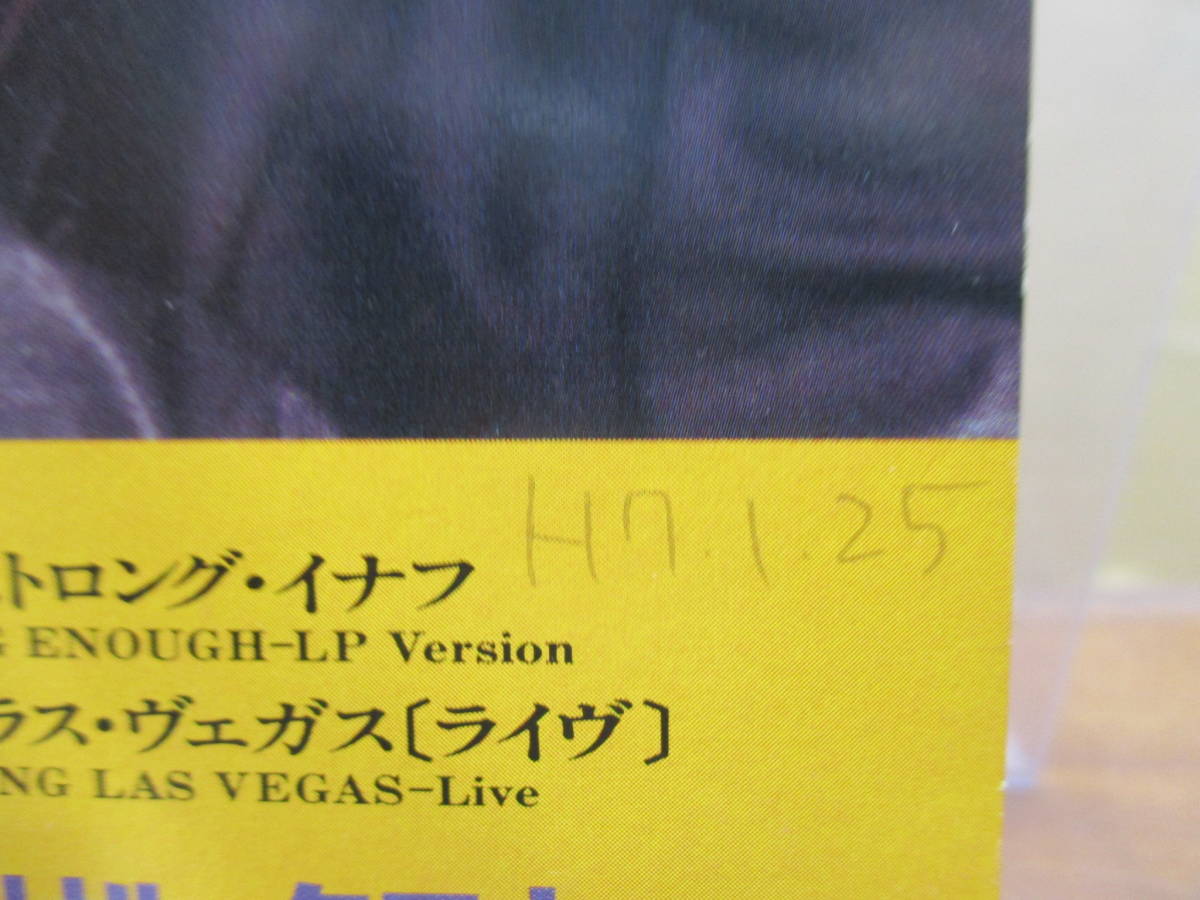 H7.1.25
トロング・イナフ
ENOUGH-LP Version
ラス・ヴェガス〔ライヴ〕
NG LAS VEGAS-Live